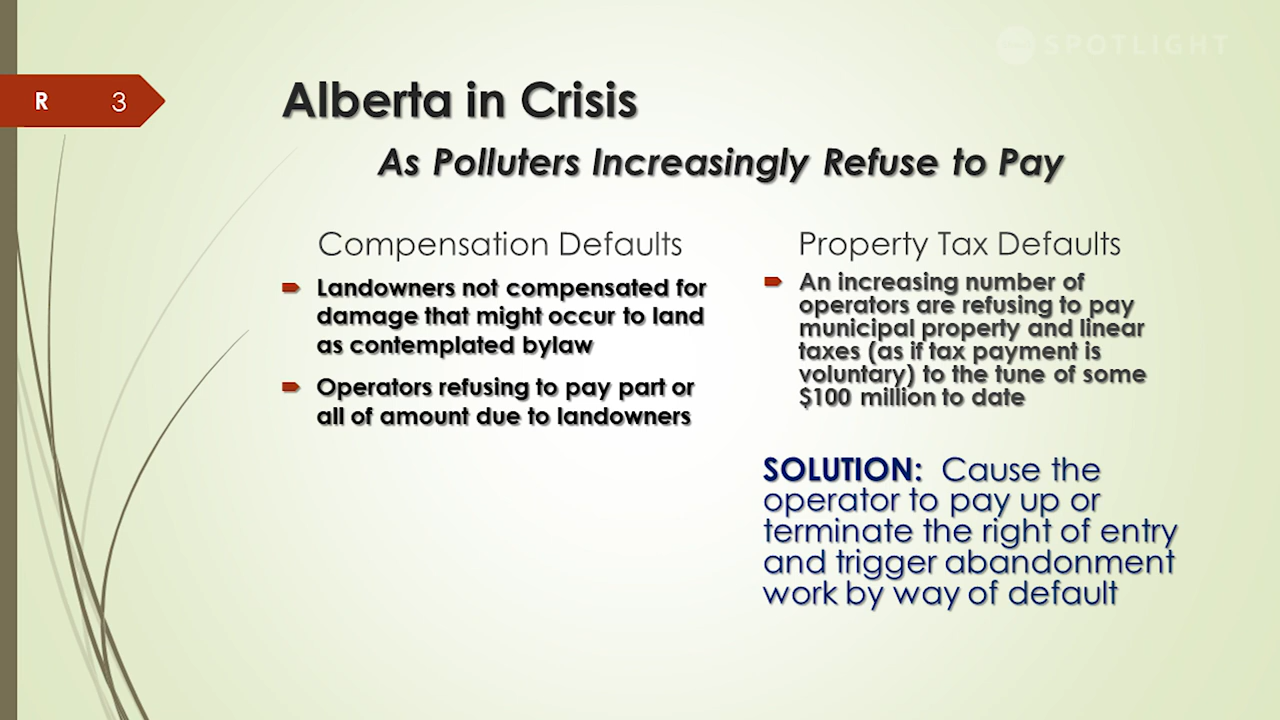 SPOTLIGHT
R 3
Alberta in Crisis
As Polluters Increasingly Refuse to Pay
Compensation Defaults
Landowners not compensated for
damage that might occur to land
as contemplated bylaw
Operators refusing to pay part or
all of amount due to landowners
Property Tax Defaults
An increasing number of
operators are refusing to pay
municipal property and linear
taxes (as if tax payment is
voluntary) to the tune of some
$100 million to date
SOLUTION: Cause the
operator to pay up or
terminate the right of entry
and trigger abandonment
work by way of default